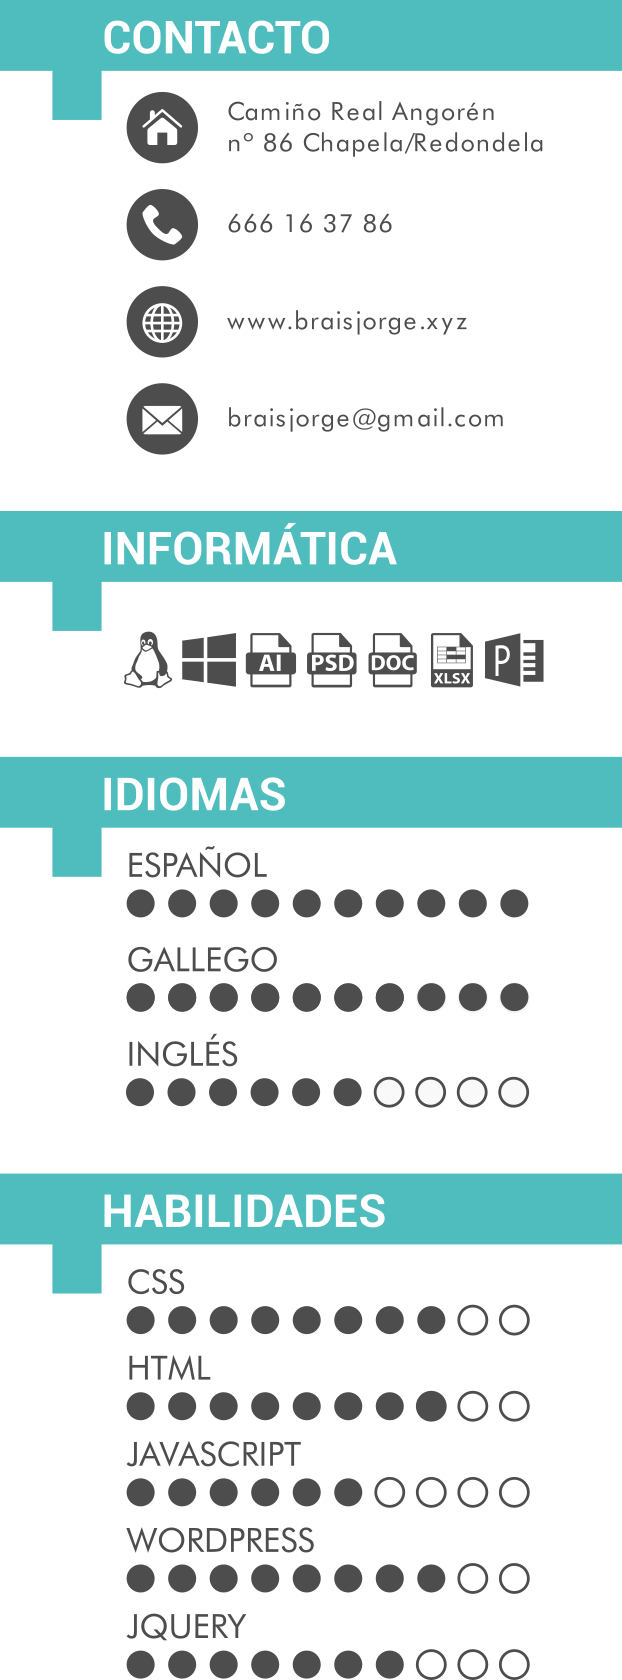 CONTACTO
Camiño Real Angorén
nº 86 Chapela/Redondela
666 16 37 86
www.braisjorge.xyz
braisjorge@gmail.com
INFORMÁTICA
AI PSD DOC XLSX P
IDIOMAS
ESPAÑOL
GALLEGO
INGLÉS
HABILIDADES
CSS
HTML
JAVASCRIPT
WORDPRESS
JQUERY